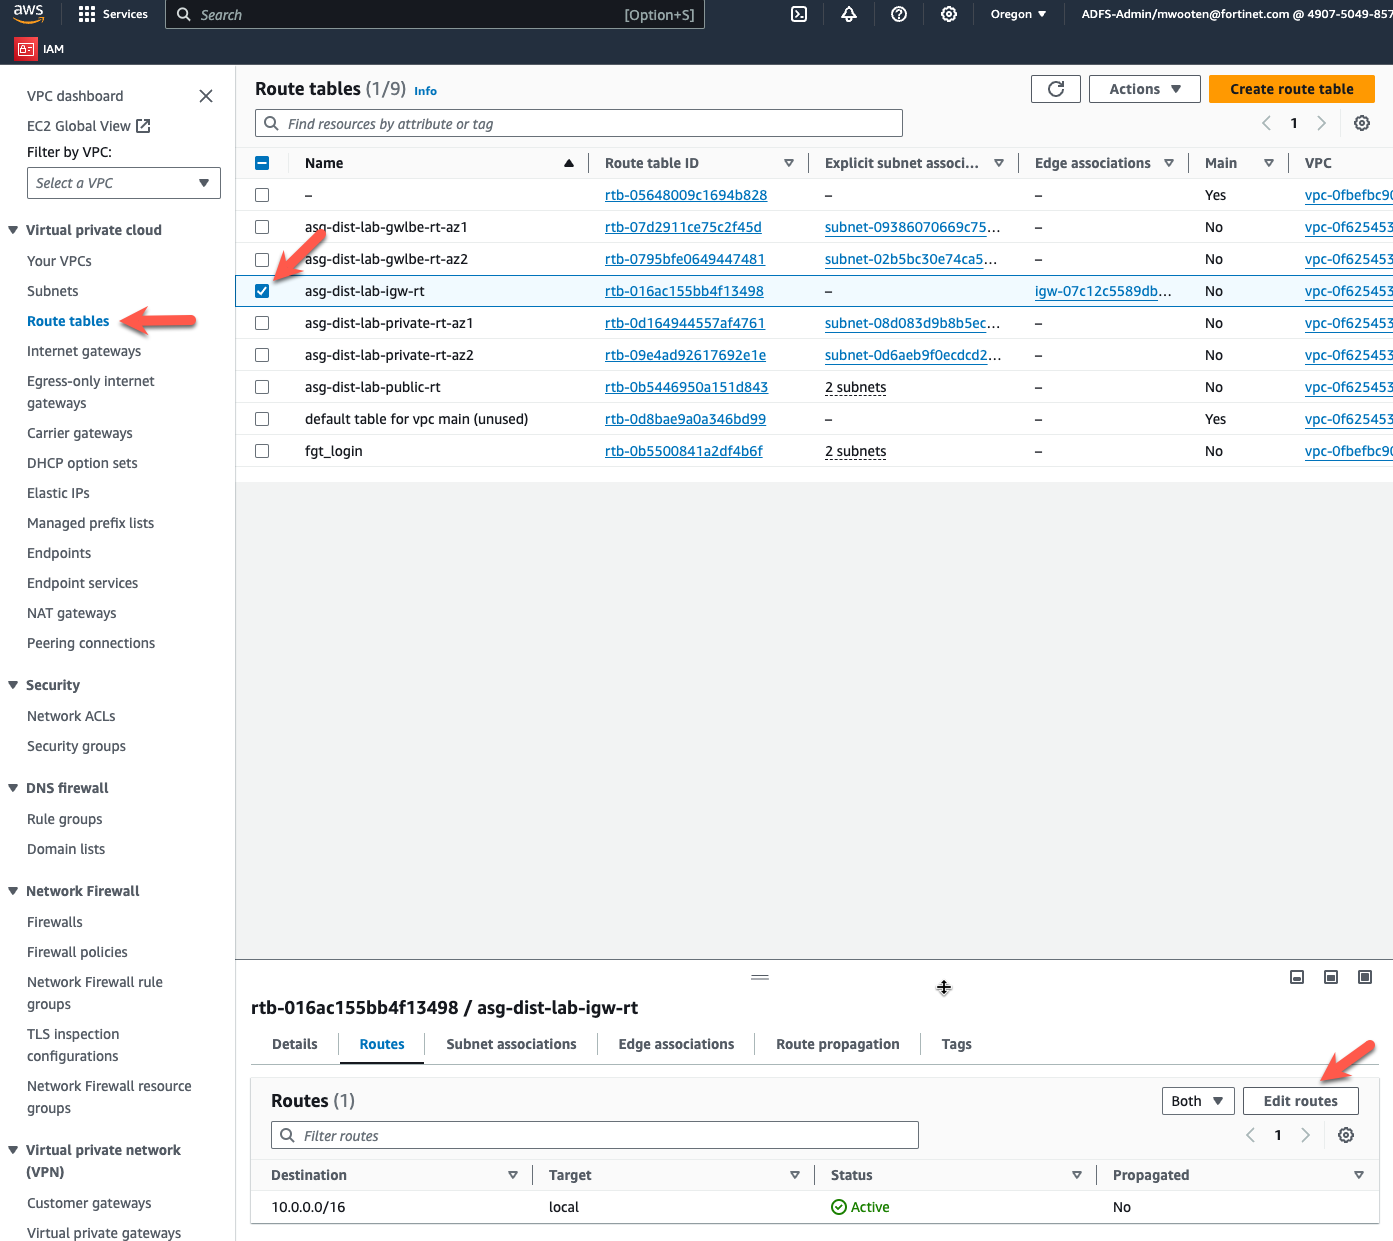 aws
Services
Search
[Option+S]
Oregon
ADFS-Admin/mwooten@fortinet.com @ 4907-5049-857
IAM
VPC dashboard
EC2 Global View
Filter by VPC:
Select a VPC
Virtual private cloud
Your VPCs
Subnets
Route tables
Internet gateways
Egress-only internet
gateways
Carrier gateways
DHCP option sets
Elastic IPs
Managed prefix lists
Endpoints
Endpoint services
NAT gateways
Peering connections
Security
Network ACLs
Security groups
DNS firewall
Rule groups
Domain lists
Network Firewall
Firewalls
Firewall policies
Network Firewall rule
groups
TLS inspection
configurations
Network Firewall resource
groups
Virtual private network
(VPN)
Customer gateways
Virtual private gateways
Route tables (1/9) Info
Actions
Create route table
Find resources by attribute or tag
1
Name Route table ID Explicit subnet associ... Edge associations Main VPC
– rtb-05648009c1694b828 – – Yes vpc-0fbefbc90
asg-dist-lab-gwlbe-rt-az1 rtb-07d2911ce75c2f45d subnet-09386070669c75... – No vpc-0f625453
asg-dist-lab-gwlbe-rt-az2 rtb-0795bfe0649447481 subnet-02b5bc30e74ca5... – No vpc-0f625453
asg-dist-lab-igw-rt rtb-016ac155bb4f13498 – igw-07c12c5589db... No vpc-0f625453
asg-dist-lab-private-rt-az1 rtb-0d164944557af4761 subnet-08d083d9b8b5ec... – No vpc-0f625453
asg-dist-lab-private-rt-az2 rtb-09e4ad92617692e1e subnet-0d6aeb9f0ecdcd2... – No vpc-0f625453
asg-dist-lab-public-rt rtb-0b5446950a151d843 2 subnets – No vpc-0f625453
default table for vpc main (unused) rtb-0d8bae9a0a346bd99 – – Yes vpc-0f625453
fgt_login rtb-0b5500841a2df4b6f 2 subnets – No vpc-0fbefbc90
rtb-016ac155bb4f13498 / asg-dist-lab-igw-rt
Details Routes Subnet associations Edge associations Route propagation Tags
Routes (1)
Both
Edit routes
Filter routes
1
Destination Target Status Propagated
10.0.0.0/16 local Active No